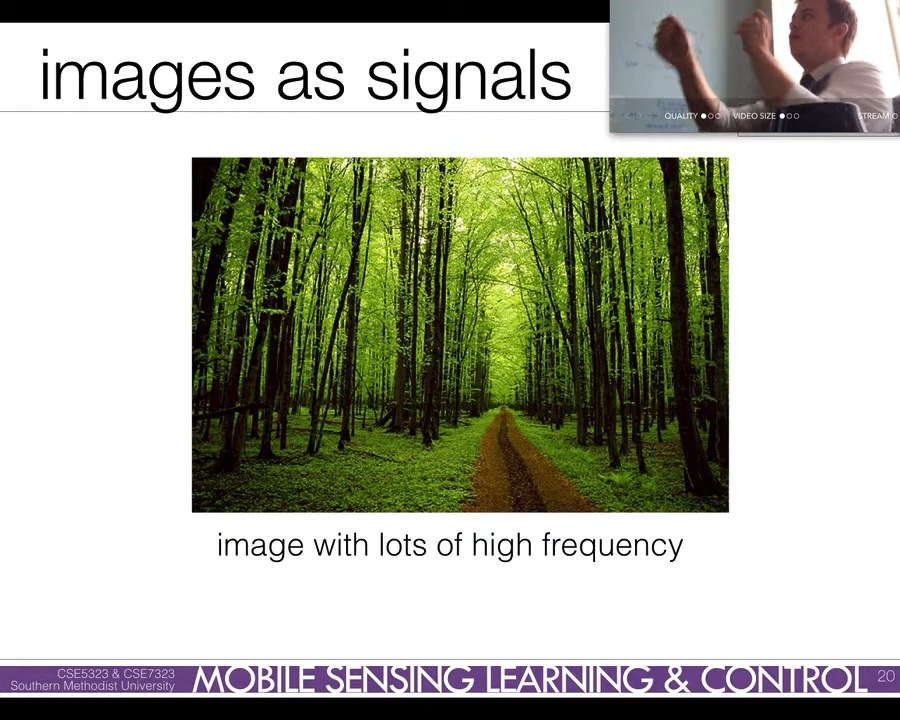 images as signals
QUALITY VIDEO SIZE STREAM
image with lots of high frequency
CSE5323 & CSE7323
Southern Methodist University
MOBILE SENSING LEARNING & CONTROL
20